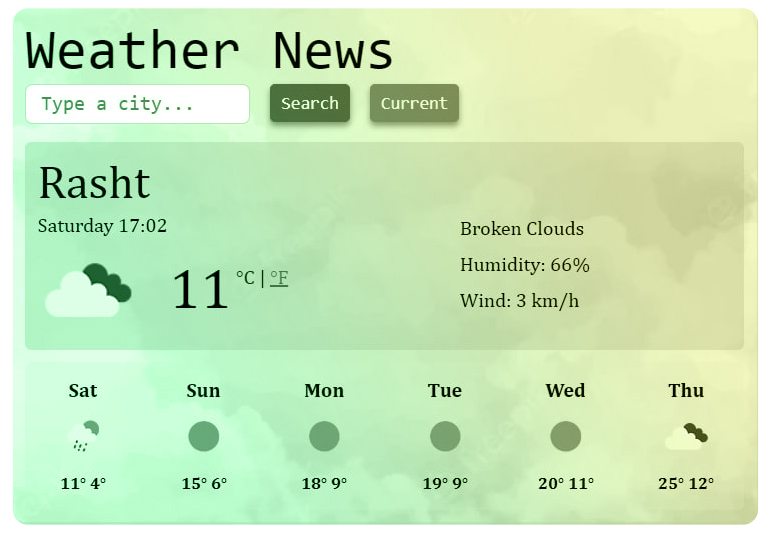 Weather News
Type a city...
Search
Current
Rasht
Saturday 17:02
11 °C | °F
Broken Clouds
Humidity: 66%
Wind: 3 km/h
Sat Sun Mon Tue Wed Thu
11° 4° 15° 6° 18° 9° 19° 9° 20° 11° 25° 12°